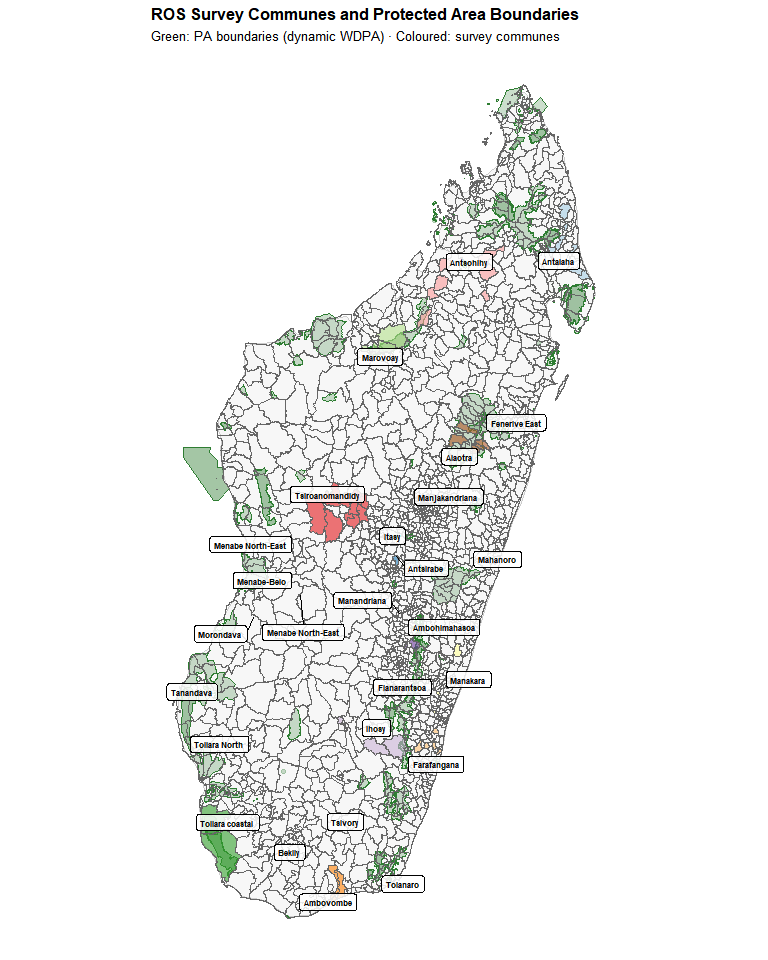 ROS Survey Communes and Protected Area Boundaries
Green: PA boundaries (dynamic WDPA) · Coloured: survey communes
Antsohihy
Antalaha
Marovoay
Fenerive East
Alaotra
Tsiroanomandidy
Manjakandriana
Itasy
Menabe North-East
Mahanoro
Antsirabe
Menabe-Belo
Manandriana
Ambohimahasoa
Morondava
Menabe North-East
Manakara
Fianarantsoa
Tanandava
Ihosy
Toliara North
Farafangana
Toliara coastal
Tsivory
Bekily
Tolanaro
Ambovombe